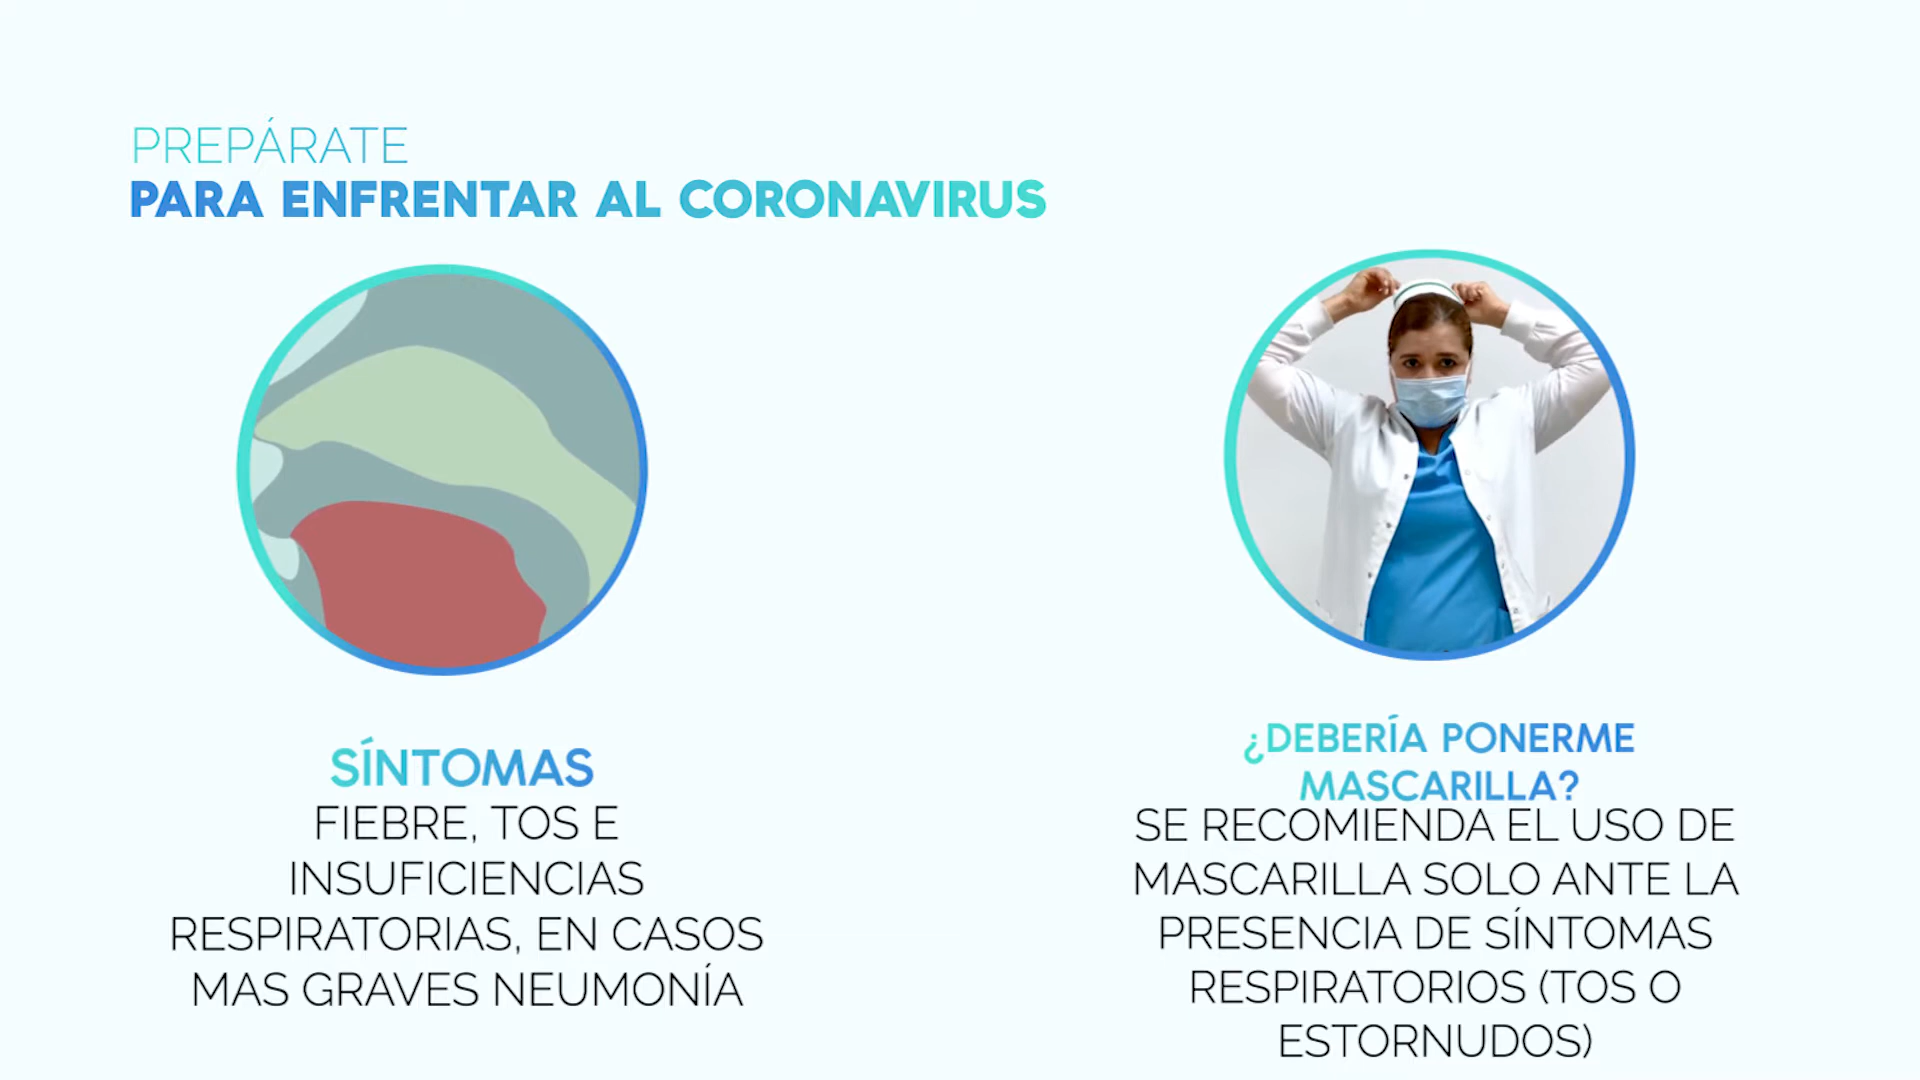 PREPÁRATE
PARA ENFRENTAR AL CORONAVIRUS
SÍNTOMAS
FIEBRE, TOS E
INSUFICIENCIAS
RESPIRATORIAS, EN CASOS
MAS GRAVES NEUMONÍA
¿DEBERÍA PONERME
MASCARILLA?
SE RECOMIENDA EL USO DE
MASCARILLA SOLO ANTE LA
PRESENCIA DE SÍNTOMAS
RESPIRATORIOS (TOS O
ESTORNUDOS)